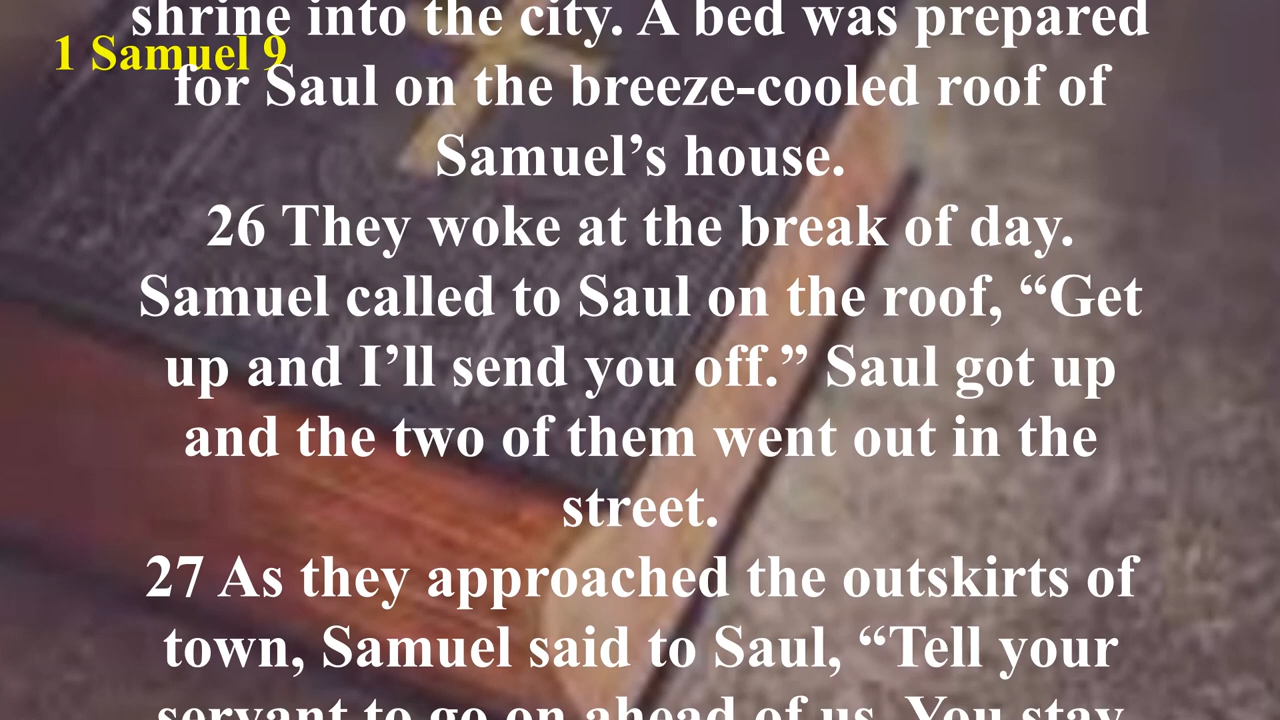 1 Samuel 9
shrine into the city. A bed was prepared
for Saul on the breeze-cooled roof of
Samuel’s house.
26 They woke at the break of day.
Samuel called to Saul on the roof, “Get
up and I’ll send you off.” Saul got up
and the two of them went out in the
street.
27 As they approached the outskirts of
town, Samuel said to Saul, “Tell your
servant to go on ahead of us. You stay